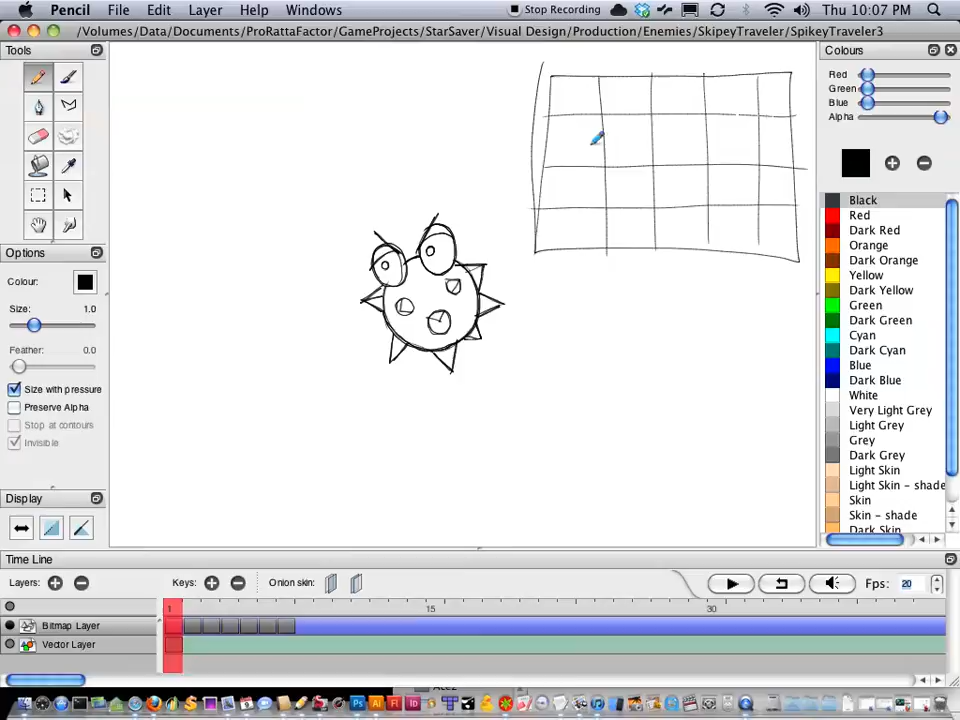 Pencil File Edit Layer Help Windows Stop Recording Thu 10:07 PM
/Volumes/Data/Documents/ProRattaFactor/GameProjects/StarSaver/Visual Design/Production/Enemies/SkipeyTraveler/SpikeyTraveler3
Tools
Options
Colour:
Size: 1.0
Feather: 0.0
Size with pressure
Preserve Alpha
Stop at contours
Invisible
Display
Colours
Red
Green
Blue
Alpha
Black
Red
Dark Red
Orange
Dark Orange
Yellow
Dark Yellow
Green
Dark Green
Cyan
Dark Cyan
Blue
Dark Blue
White
Very Light Grey
Light Grey
Grey
Dark Grey
Light Skin
Light Skin - shade
Skin
Skin - shade
Dark Skin
Time Line
Layers: Keys: Onion skin: Fps: 20
1 15 30
Bitmap Layer
Vector Layer